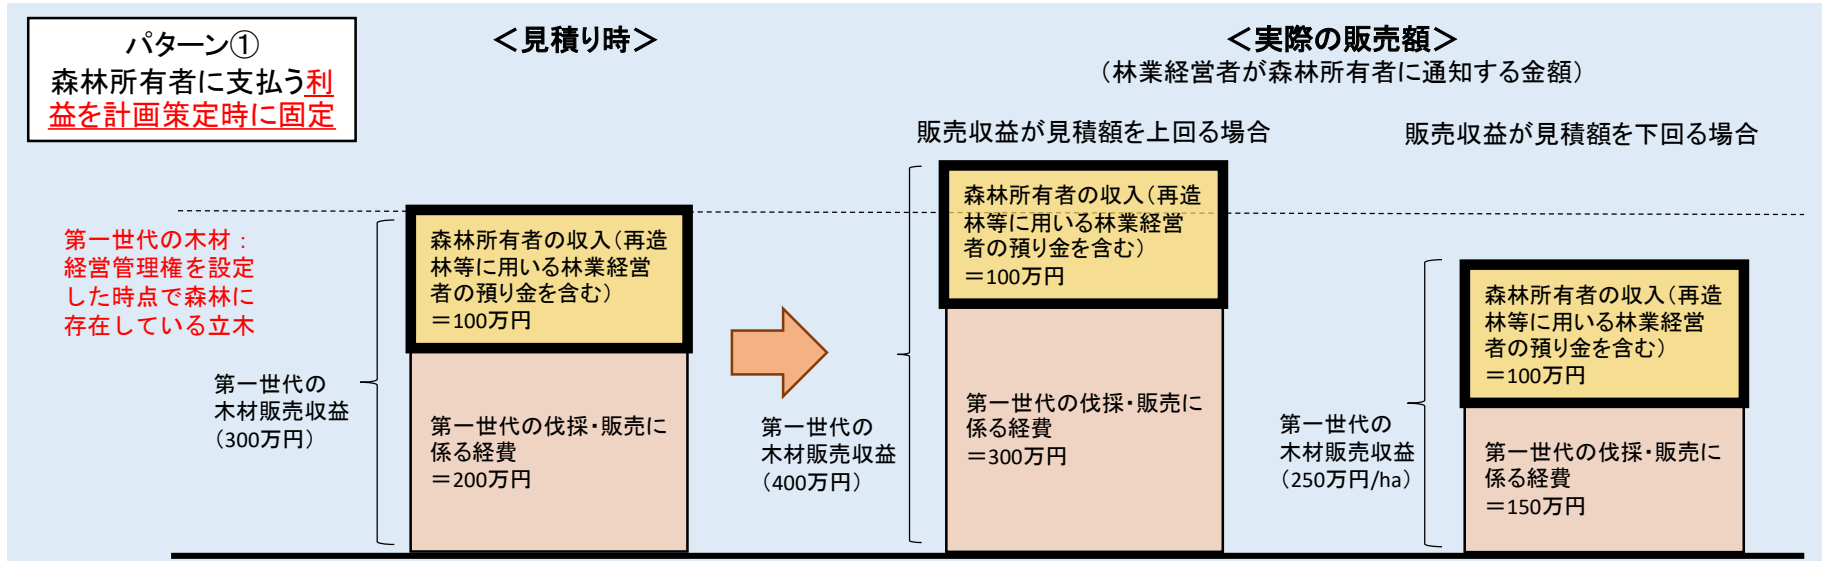 パターン①
森林所有者に支払う利
益を計画策定時に固定
＜見積り時＞
＜実際の販売額＞
（林業経営者が森林所有者に通知する金額）
販売収益が見積額を上回る場合
販売収益が見積額を下回る場合
第一世代の木材：
経営管理権を設定
した時点で森林に
存在している立木
第一世代の
木材販売収益
（300万円）
森林所有者の収入（再造
林等に用いる林業経営
者の預り金を含む）
＝100万円
第一世代の伐採・販売に
係る経費
＝200万円
第一世代の
木材販売収益
（400万円）
森林所有者の収入（再造
林等に用いる林業経営
者の預り金を含む）
＝100万円
第一世代の伐採・販売に
係る経費
＝300万円
第一世代の
木材販売収益
（250万円/ha）
森林所有者の収入（再造
林等に用いる林業経営
者の預り金を含む）
＝100万円
第一世代の伐採・販売に
係る経費
＝150万円